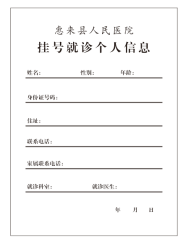 惠来县人民医院
挂号就诊个人信息
姓名： 性别： 年龄：
身份证号码：
住址：
联系电话：
家属联系电话：
就诊科室： 就诊医生：
年 月 日